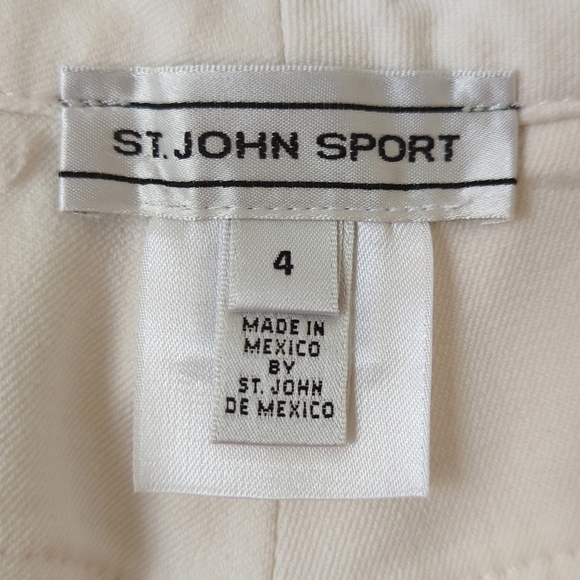 ST. JOHN SPORT
4
MADE IN
MEXICO
BY
ST. JOHN
DE MEXICO